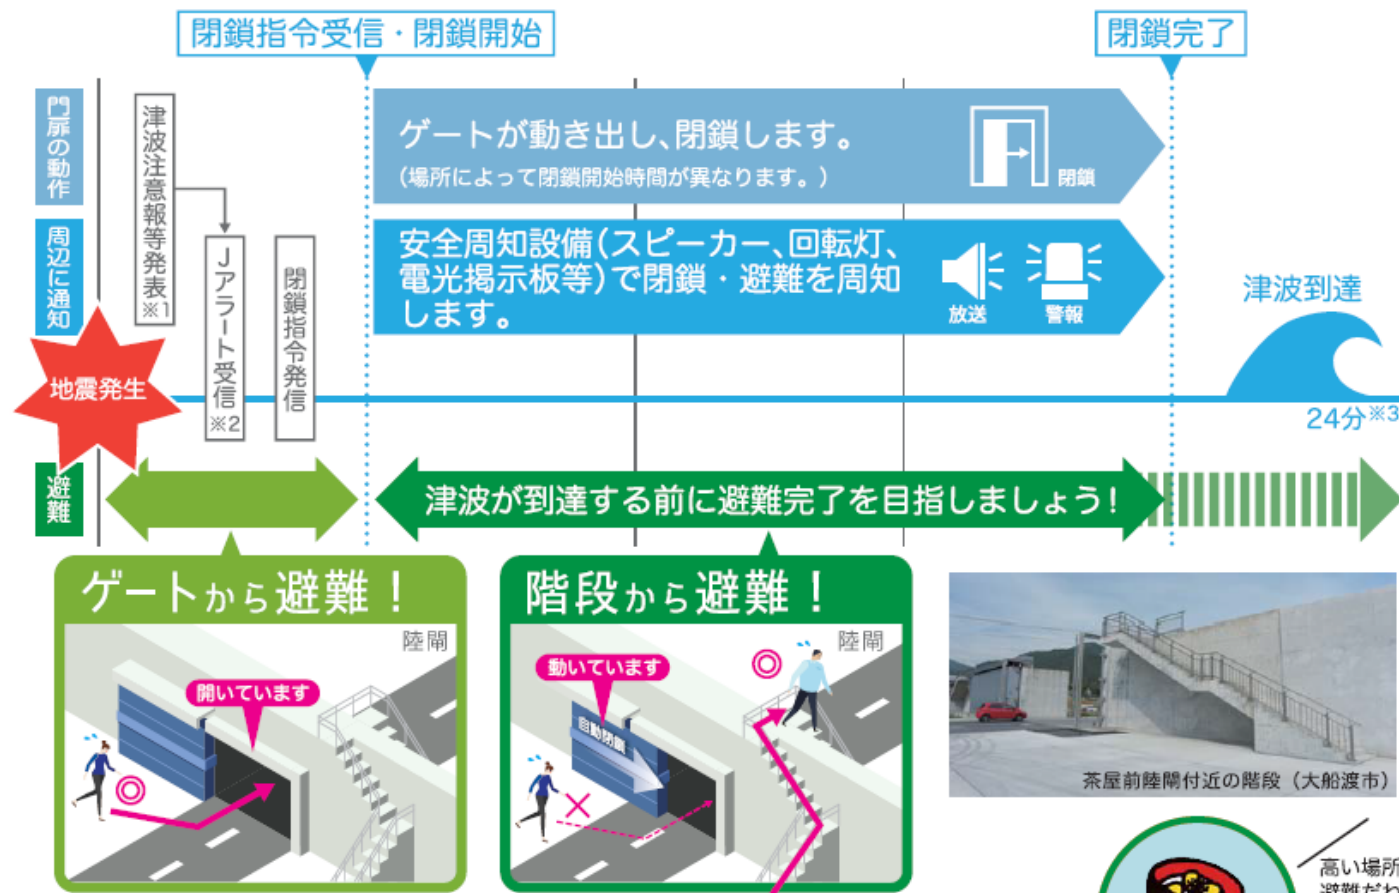 閉鎖指令受信・閉鎖開始
閉鎖完了
門扉の動作
津波注意報等発表※1
ゲートが動き出し、閉鎖します。
(場所によって閉鎖開始時間が異なります。)
閉鎖
周辺に通知
Jアラート受信※2
閉鎖指令発信
安全周知設備(スピーカー、回転灯、
電光掲示板等)で閉鎖・避難を周知
します。
放送
警報
津波到達
地震発生
24分※3
避難
津波が到達する前に避難完了を目指しましょう!
ゲートから避難!
陸閘
開いています
階段から避難!
陸閘
動いています
自動閉鎖
茶屋前陸閘付近の階段(大船渡市)
高い場所